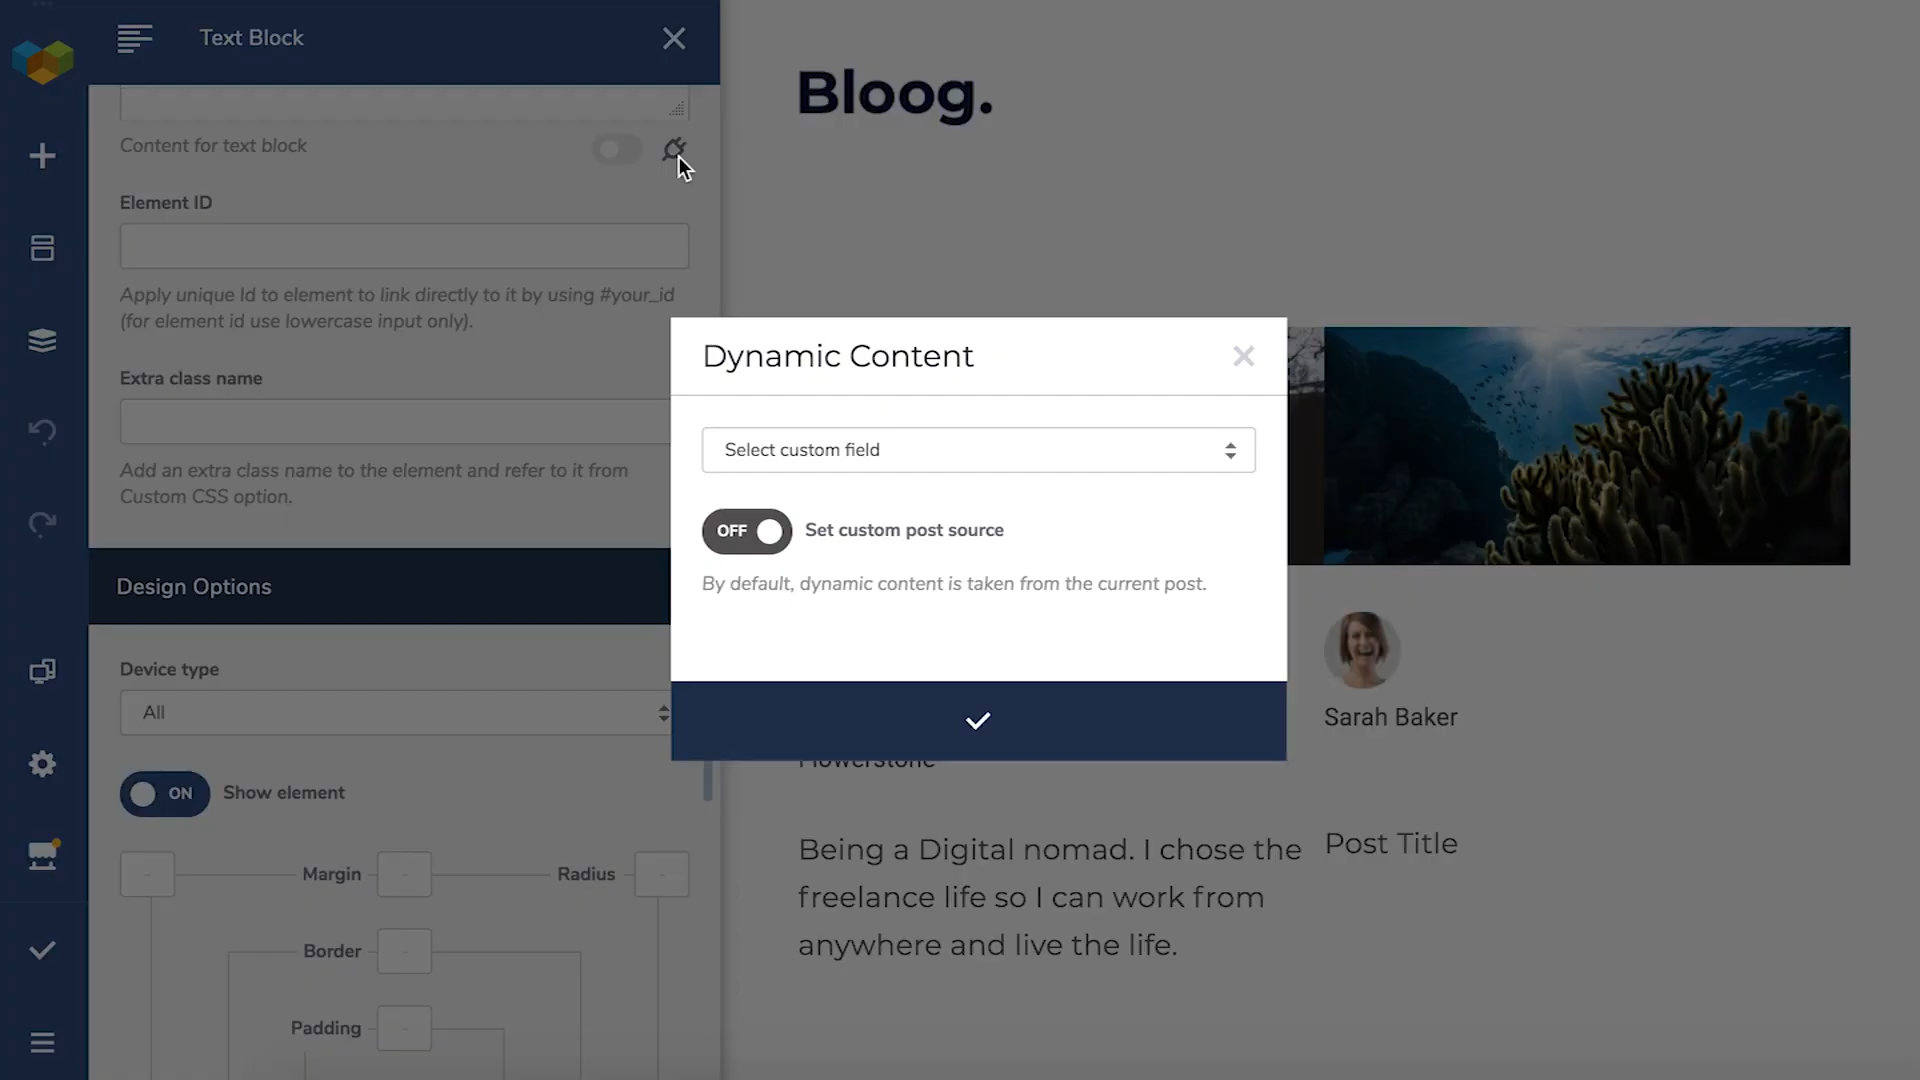 Text Block
Content for text block
Element ID
Apply unique Id to element to link directly to it by using #your_id
(for element id use lowercase input only).
Extra class name
Add an extra class name to the element and refer to it from
Custom CSS option.
Design Options
Device type
All
ON
Show element
Margin
Radius
Border
Padding
Bloog.
Dynamic Content
Select custom field
OFF
Set custom post source
By default, dynamic content is taken from the current post.
Sarah Baker
Being a Digital nomad. I chose the
freelance life so I can work from
anywhere and live the life.
Post Title